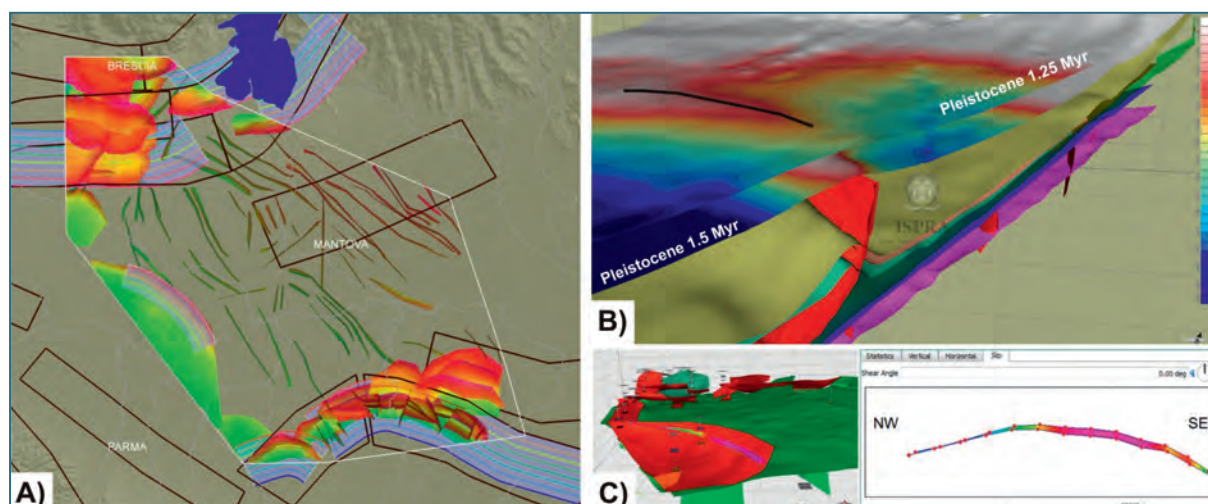 BRESCIA
MANTOVA
PARMA
A)
Pleistocene 1.25 Myr
ISPRA
Pleistocene 1.5 Myr
B)
Statistics Vertical Horizontal Slip
Shear Angle 0.00 deg
NW SE
C)